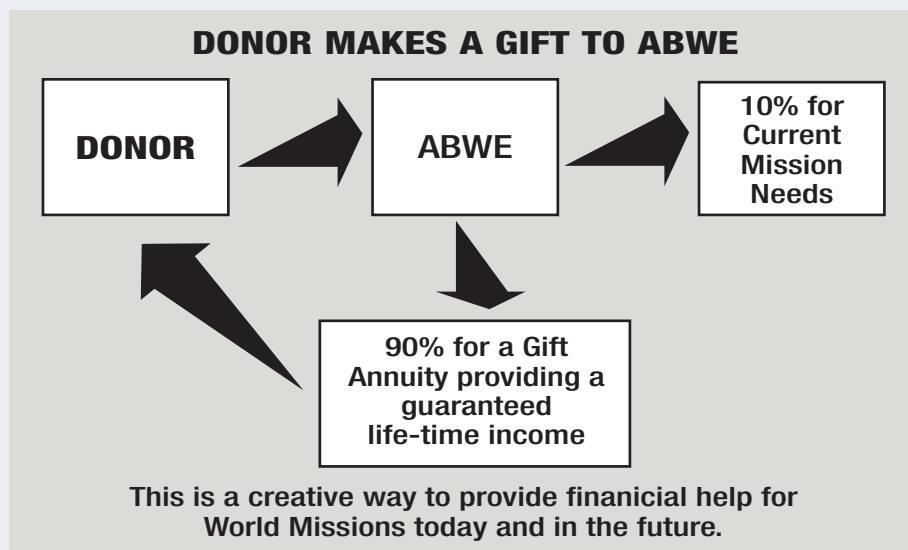 DONOR MAKES A GIFT TO ABWE
DONOR
ABWE
10% for
Current
Mission
Needs
90% for a Gift
Annuity providing a
guaranteed
life-time income
This is a creative way to provide finanicial help for
World Missions today and in the future.